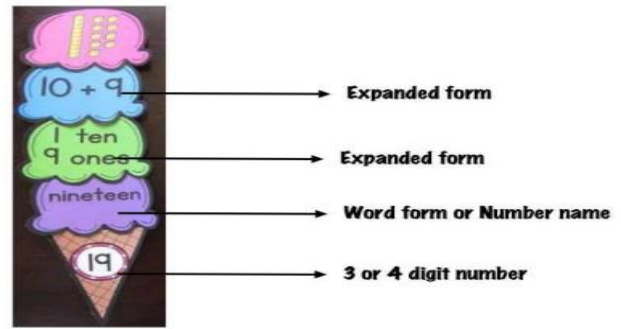 10 + 9
Expanded form
1 ten
9 ones
Expanded form
nineteen
Word form or Number name
19
3 or 4 digit number